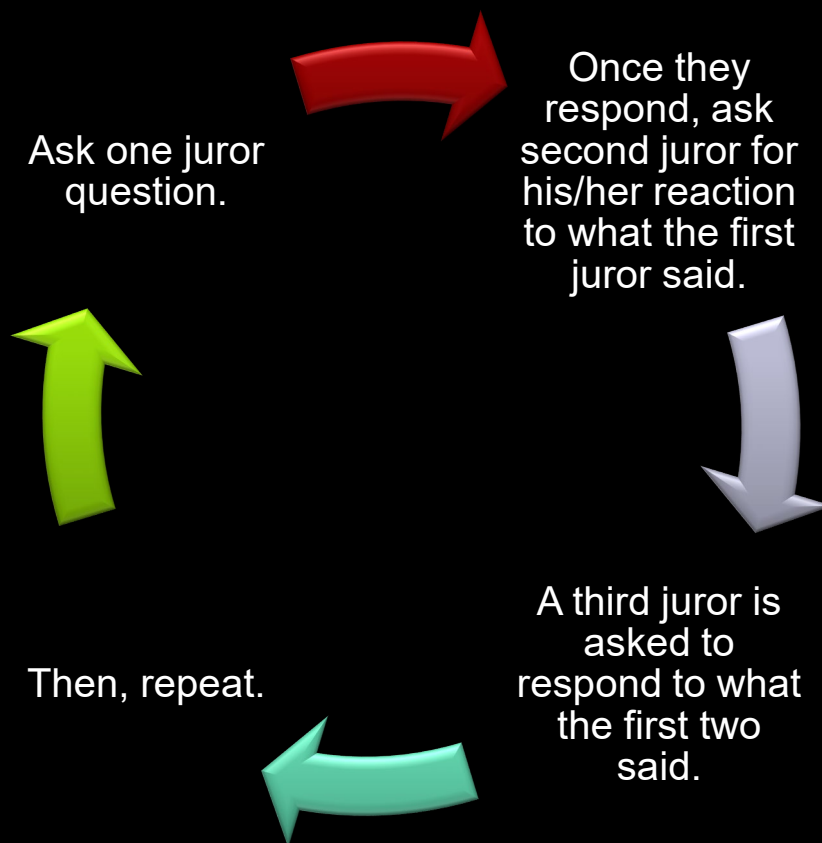 Ask one juror
question.
Once they
respond, ask
second juror for
his/her reaction
to what the first
juror said.
A third juror is
asked to
respond to what
the first two
said.
Then, repeat.